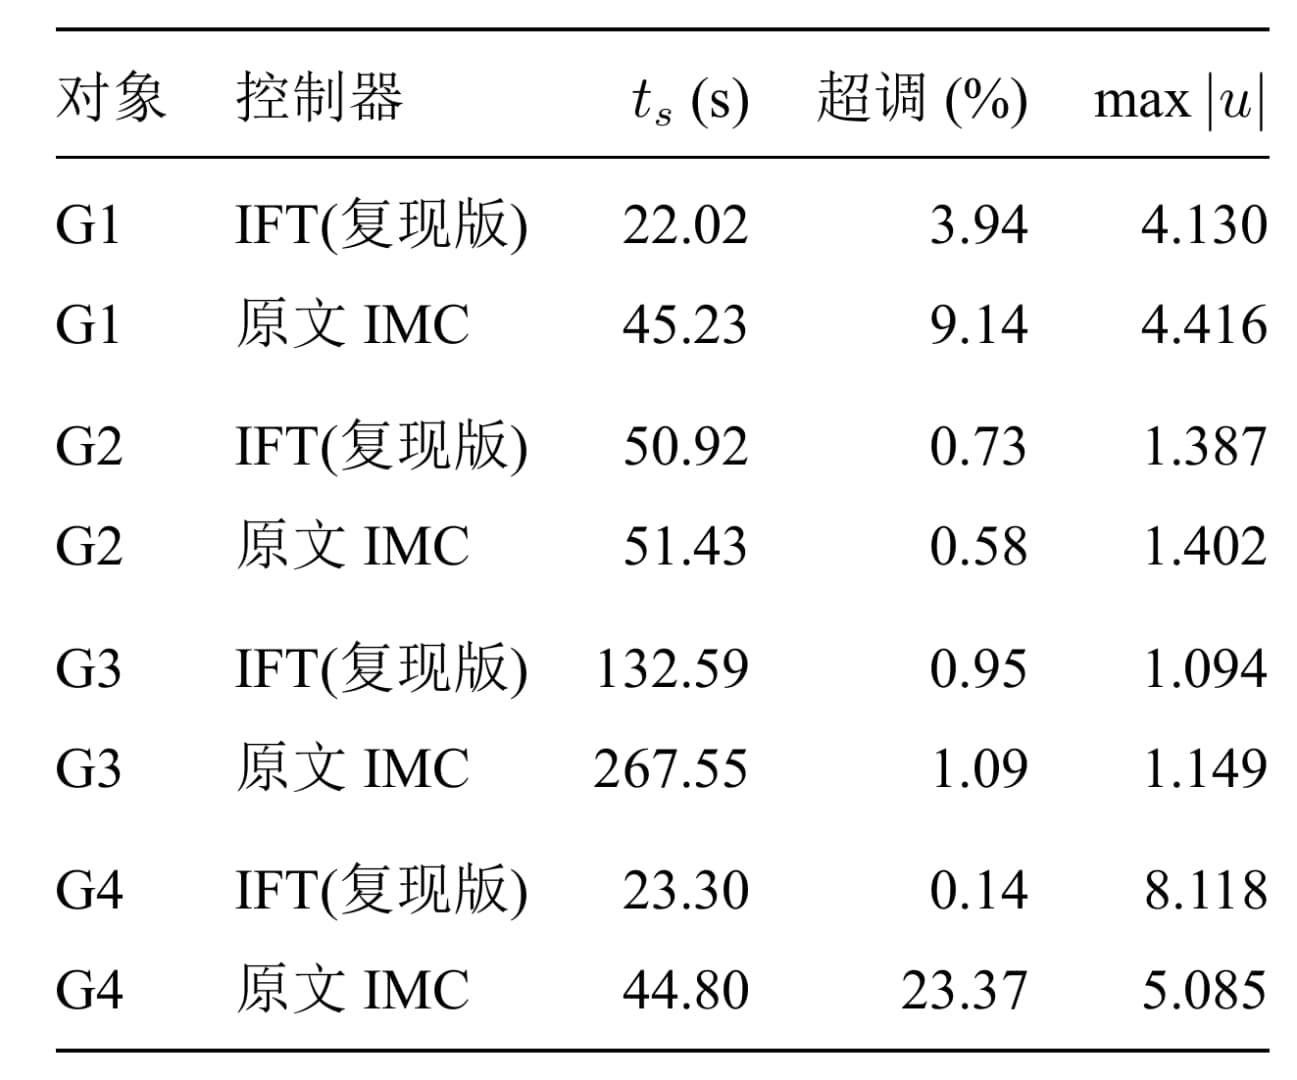 对象 控制器 tₛ (s) 超调 (%) max |u|
G1 IFT(复现版) 22.02 3.94 4.130
G1 原文 IMC 45.23 9.14 4.416
G2 IFT(复现版) 50.92 0.73 1.387
G2 原文 IMC 51.43 0.58 1.402
G3 IFT(复现版) 132.59 0.95 1.094
G3 原文 IMC 267.55 1.09 1.149
G4 IFT(复现版) 23.30 0.14 8.118
G4 原文 IMC 44.80 23.37 5.085